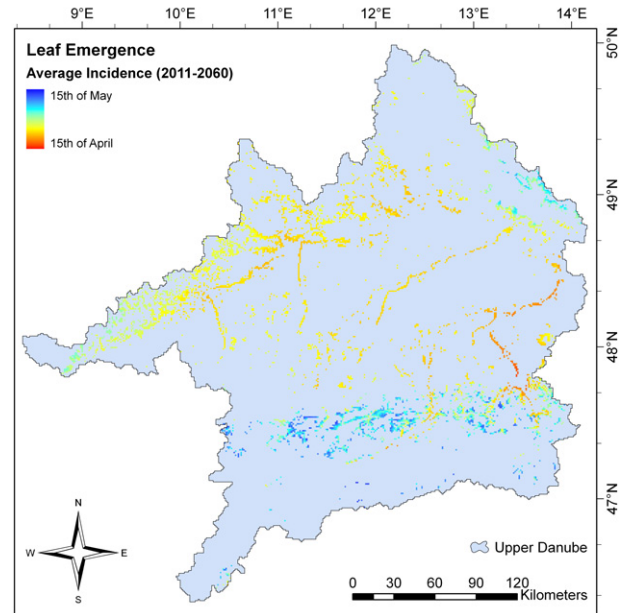 9°E 10°E 11°E 12°E 13°E 14°E
Leaf Emergence
Average Incidence (2011-2060)
15th of May
15th of April
50°N
49°N
48°N
47°N
N
W E
S
Upper Danube
0 15 30 60 90 120
Kilometers